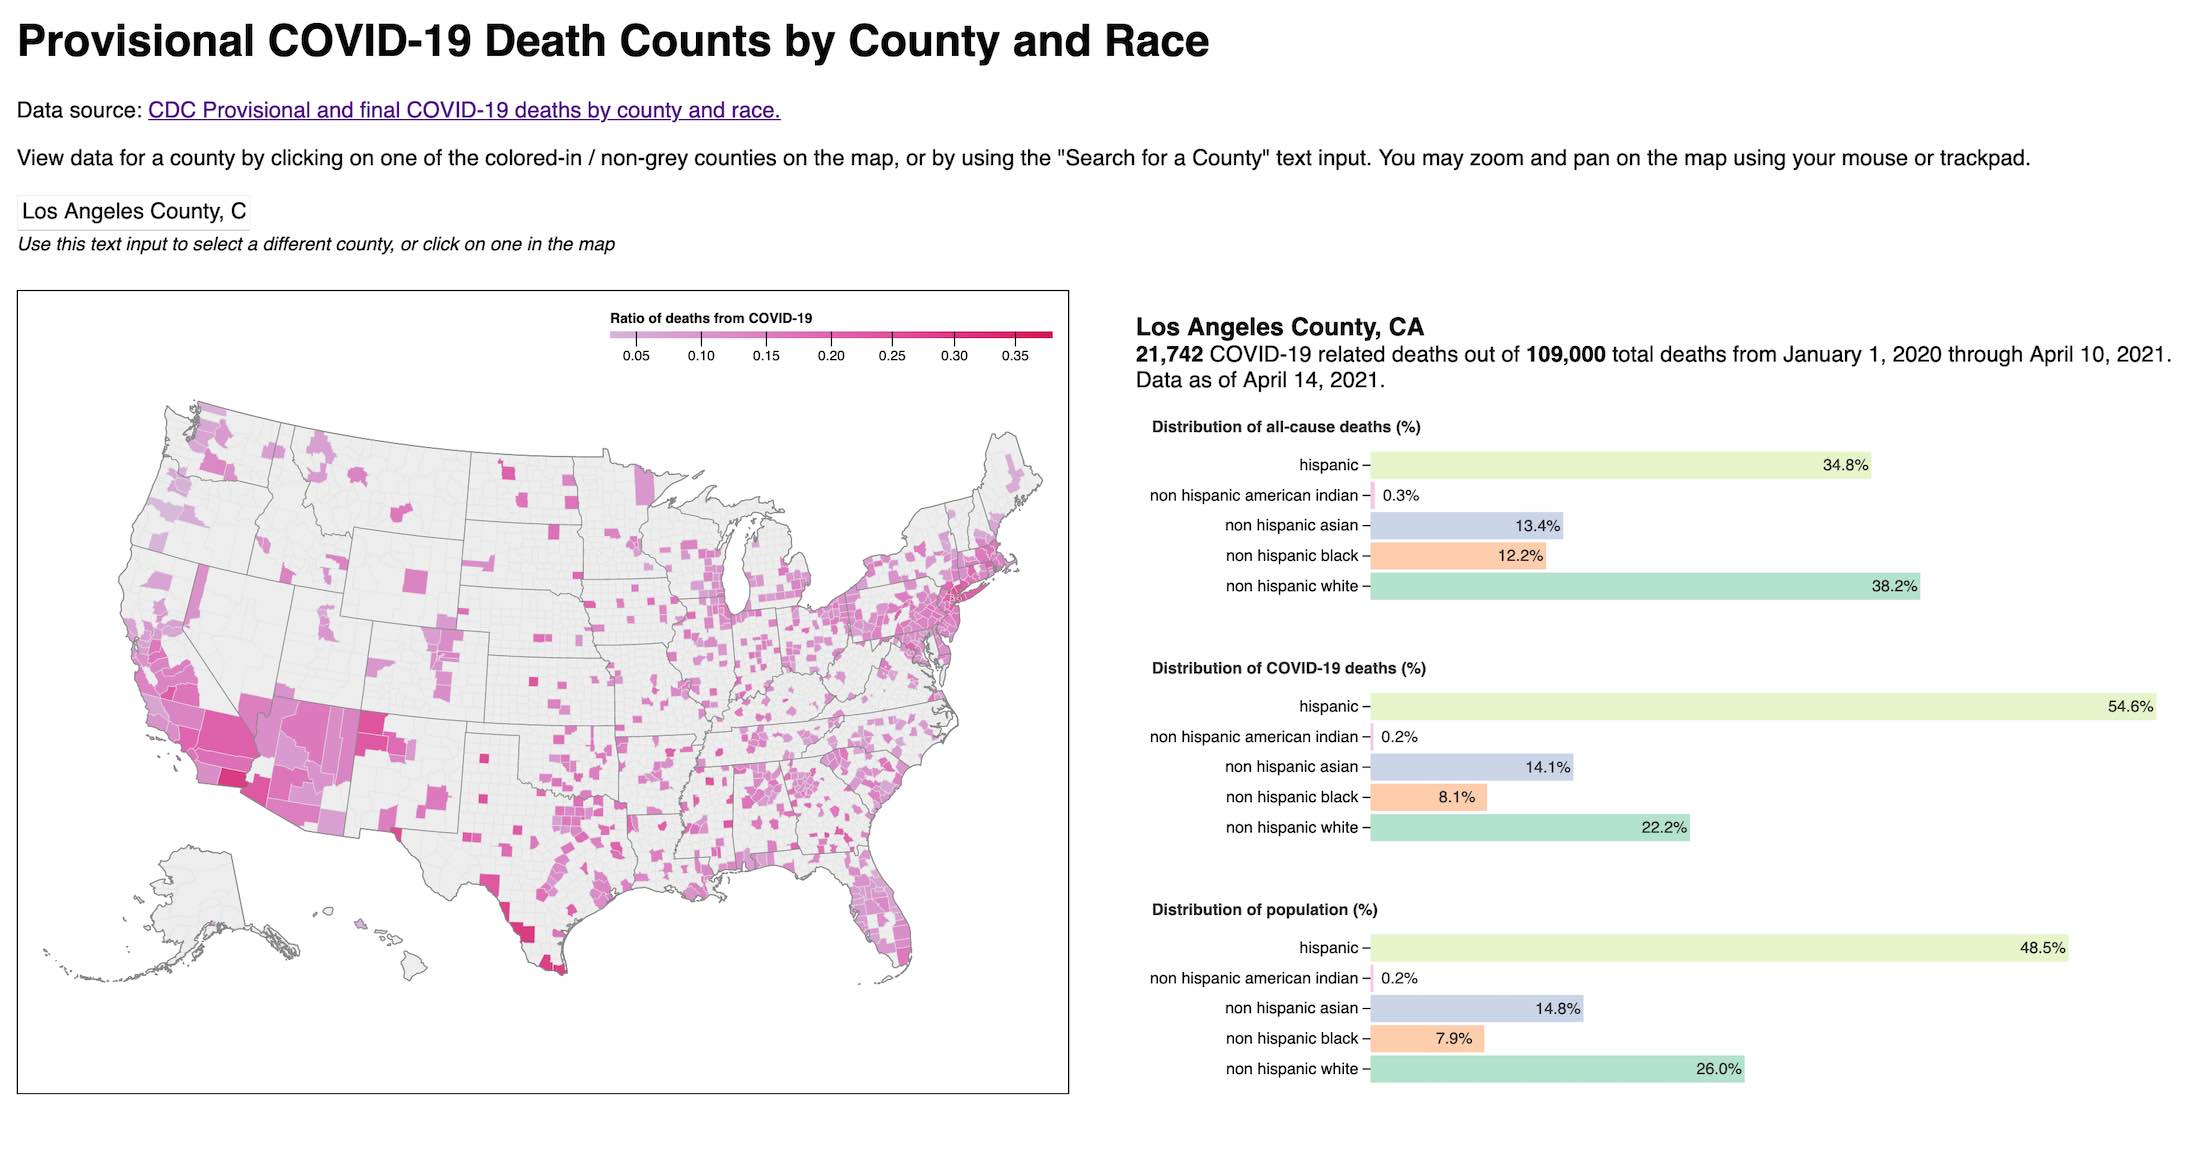 Provisional COVID-19 Death Counts by County and Race
Data source: CDC Provisional and final COVID-19 deaths by county and race.
View data for a county by clicking on one of the colored-in / non-grey counties on the map, or by using the "Search for a County" text input. You may zoom and pan on the map using your mouse or trackpad.
Los Angeles County, C
Use this text input to select a different county, or click on one in the map
Ratio of deaths from COVID-19
0.05 0.10 0.15 0.20 0.25 0.30 0.35
Los Angeles County, CA
21,742 COVID-19 related deaths out of 109,000 total deaths from January 1, 2020 through April 10, 2021.
Data as of April 14, 2021.
Distribution of all-cause deaths (%)
hispanic 34.8%
non hispanic american indian 0.3%
non hispanic asian 13.4%
non hispanic black 12.2%
non hispanic white 38.2%
Distribution of COVID-19 deaths (%)
hispanic 54.6%
non hispanic american indian 0.2%
non hispanic asian 14.1%
non hispanic black 8.1%
non hispanic white 22.2%
Distribution of population (%)
hispanic 48.5%
non hispanic american indian 0.2%
non hispanic asian 14.8%
non hispanic black 7.9%
non hispanic white 26.0%